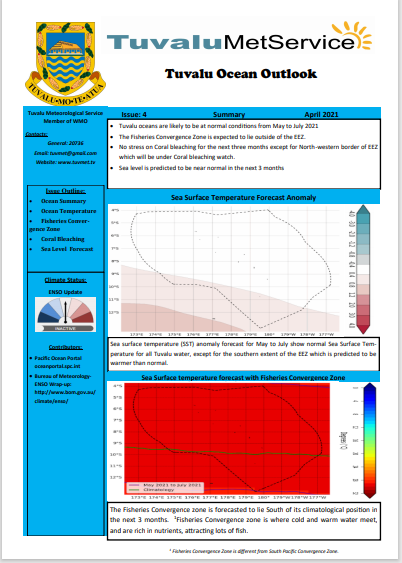 TuvaluMetService
TUVALU•MO•TE•ATUA
Tuvalu Ocean Outlook
Tuvalu Meteorological Service
Member of WMO
Contacts:
General: 20736
Email: tuvmet@gmail.com
Website: www.tuvmet.tv
Issue Outline:
• Ocean Summary
• Ocean Temperature
• Fisheries Conver-
gence Zone
• Coral Bleaching
• Sea Level Forecast
Climate Status:
ENSO Update
INACTIVE
Contributors:
• Pacific Ocean Portal
oceanportal.spc.int
• Bureau of Meteorology-
ENSO Wrap-up:
http://www.bom.gov.au/
climate/enso/
Issue: 4 Summary April 2021
• Tuvalu oceans are likely to be at normal conditions from May to July 2021
• The Fisheries Convergence Zone is expected to lie outside of the EEZ.
• No stress on Coral bleaching for the next three months except for North-western border of EEZ
which will be under Coral bleaching watch.
• Sea level is predicted to be near normal in the next 3 months
Sea Surface Temperature Forecast Anomaly
4°S
5°S
6°S
7°S
8°S
9°S
10°S
11°S
12°S
173°E 174°E 175°E 176°E 177°E 178°E 179°E 180° 179°W 178°W 177°W
Sea surface temperature (SST) anomaly forecast for May to July show normal Sea Surface Tem-
perature for all Tuvalu water, except for the southern extent of the EEZ which is predicted to be
warmer than normal.
Sea Surface temperature forecast with Fisheries Convergence Zone
4°S
5°S
6°S
7°S
8°S
9°S
10°S
11°S
12°S
May 2021 to July 2021
Climatology
173°E 174°E 175°E 176°E 177°E 178°E 179°E 180° 179°W 178°W 177°W
The Fisheries Convergence zone is forecasted to lie South of its climatological position in
the next 3 months. ¹Fisheries Convergence zone is where cold and warm water meet,
and are rich in nutrients, attracting lots of fish.
¹ Fisheries Convergence Zone is different from South Pacific Convergence Zone.